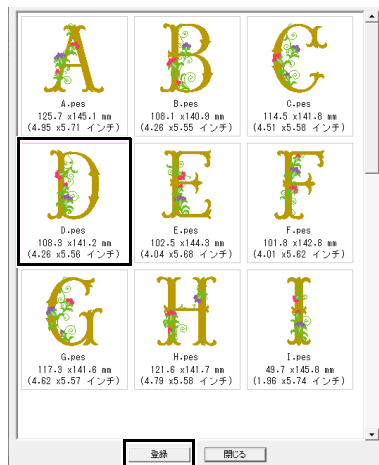 A.pes B.pes C.pes
125.7 x145.1 mm 108.1 x140.9 mm 114.5 x141.8 mm
(4.95 x5.71 インチ) (4.26 x5.55 インチ) (4.51 x5.58 インチ)
D.pes E.pes F.pes
108.3 x141.2 mm 102.5 x144.3 mm 101.8 x142.8 mm
(4.26 x5.56 インチ) (4.04 x5.68 インチ) (4.01 x5.62 インチ)
G.pes H.pes I.pes
117.3 x141.6 mm 121.6 x141.7 mm 49.7 x145.8 mm
(4.62 x5.57 インチ) (4.79 x5.58 インチ) (1.96 x5.74 インチ)
登録 閉じる